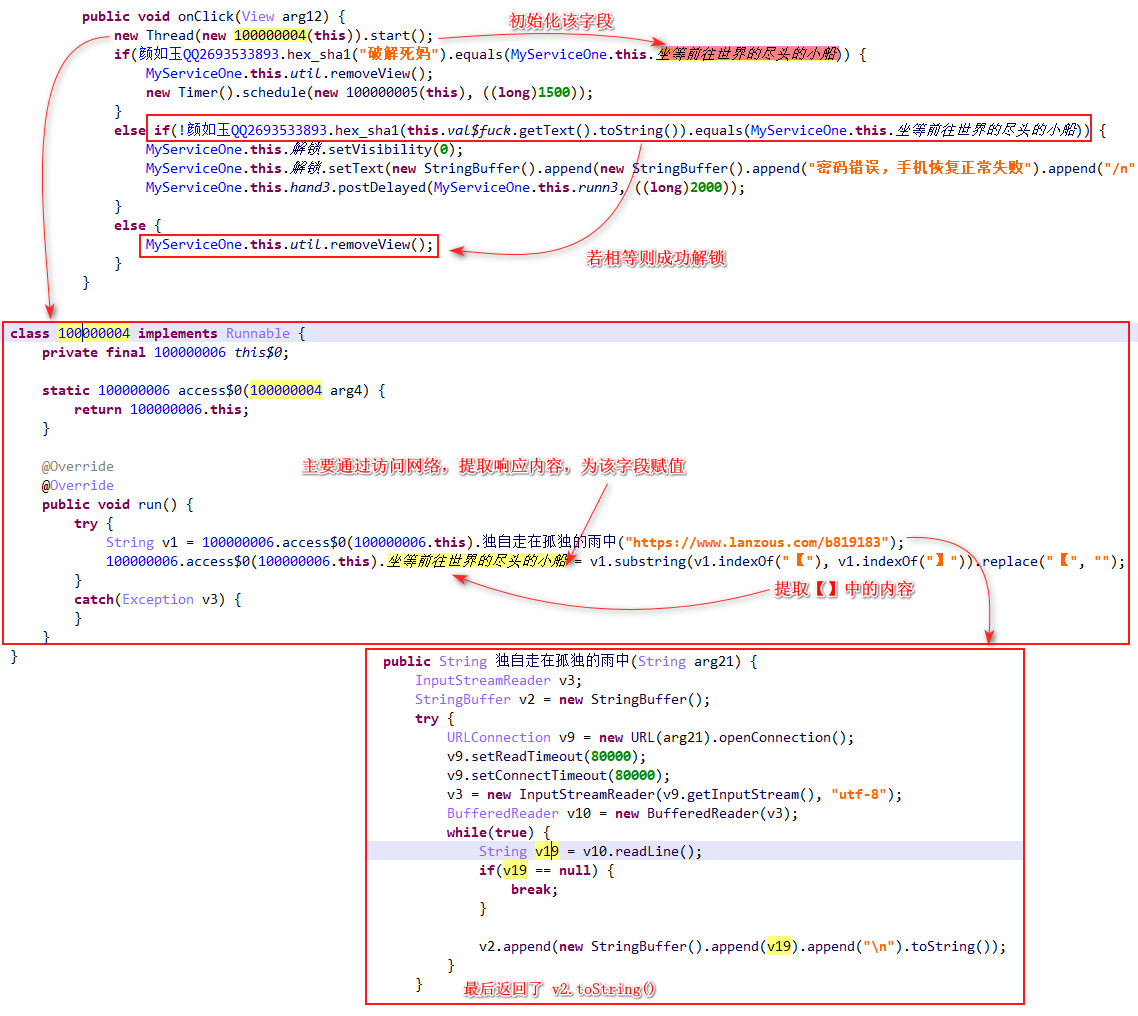 public void onClick(View arg12) {
初始化该字段
new Thread(new 100000004(this)).start();
if(颜如玉QQ2693533893.hex_sha1("破解死妈").equals(MyServiceOne.this.坐等前往世界的尽头的小船)) {
MyServiceOne.this.util.removeView();
new Timer().schedule(new 100000005(this), ((long)1500));
}
else if(!颜如玉QQ2693533893.hex_sha1(this.val$fuck.getText().toString()).equals(MyServiceOne.this.坐等前往世界的尽头的小船)) {
MyServiceOne.this.解锁.setVisibility(0);
MyServiceOne.this.解锁.setText(new StringBuffer().append(new StringBuffer().append("密码错误，手机恢复正常失败").append("/n"
MyServiceOne.this.hand3.postDelayed(MyServiceOne.this.runn3, ((long)2000));
}
else {
MyServiceOne.this.util.removeView();
若相等则成功解锁
}
}
class 100000004 implements Runnable {
private final 100000006 this$0;
static 100000006 access$0(100000004 arg4) {
return 100000006.this;
}
@Override
主要通过访问网络，提取响应内容，为该字段赋值
@Override
public void run() {
try {
String v1 = 100000006.access$0(100000006.this).独自走在孤独的雨中("https://www.lanzous.com/b819183");
100000006.access$0(100000006.this).坐等前往世界的尽头的小船 = v1.substring(v1.indexOf("【"), v1.indexOf("】")).replace("【", "");
}
提取【】中的内容
catch(Exception v3) {
}
}
}
public String 独自走在孤独的雨中(String arg21) {
InputStreamReader v3;
StringBuffer v2 = new StringBuffer();
try {
URLConnection v9 = new URL(arg21).openConnection();
v9.setReadTimeout(80000);
v9.setConnectTimeout(80000);
v3 = new InputStreamReader(v9.getInputStream(), "utf-8");
BufferedReader v10 = new BufferedReader(v3);
while(true) {
String v19 = v10.readLine();
if(v19 == null) {
break;
}
v2.append(new StringBuffer().append(v19).append("\n").toString());
}
}
最后返回了 v2.toString()